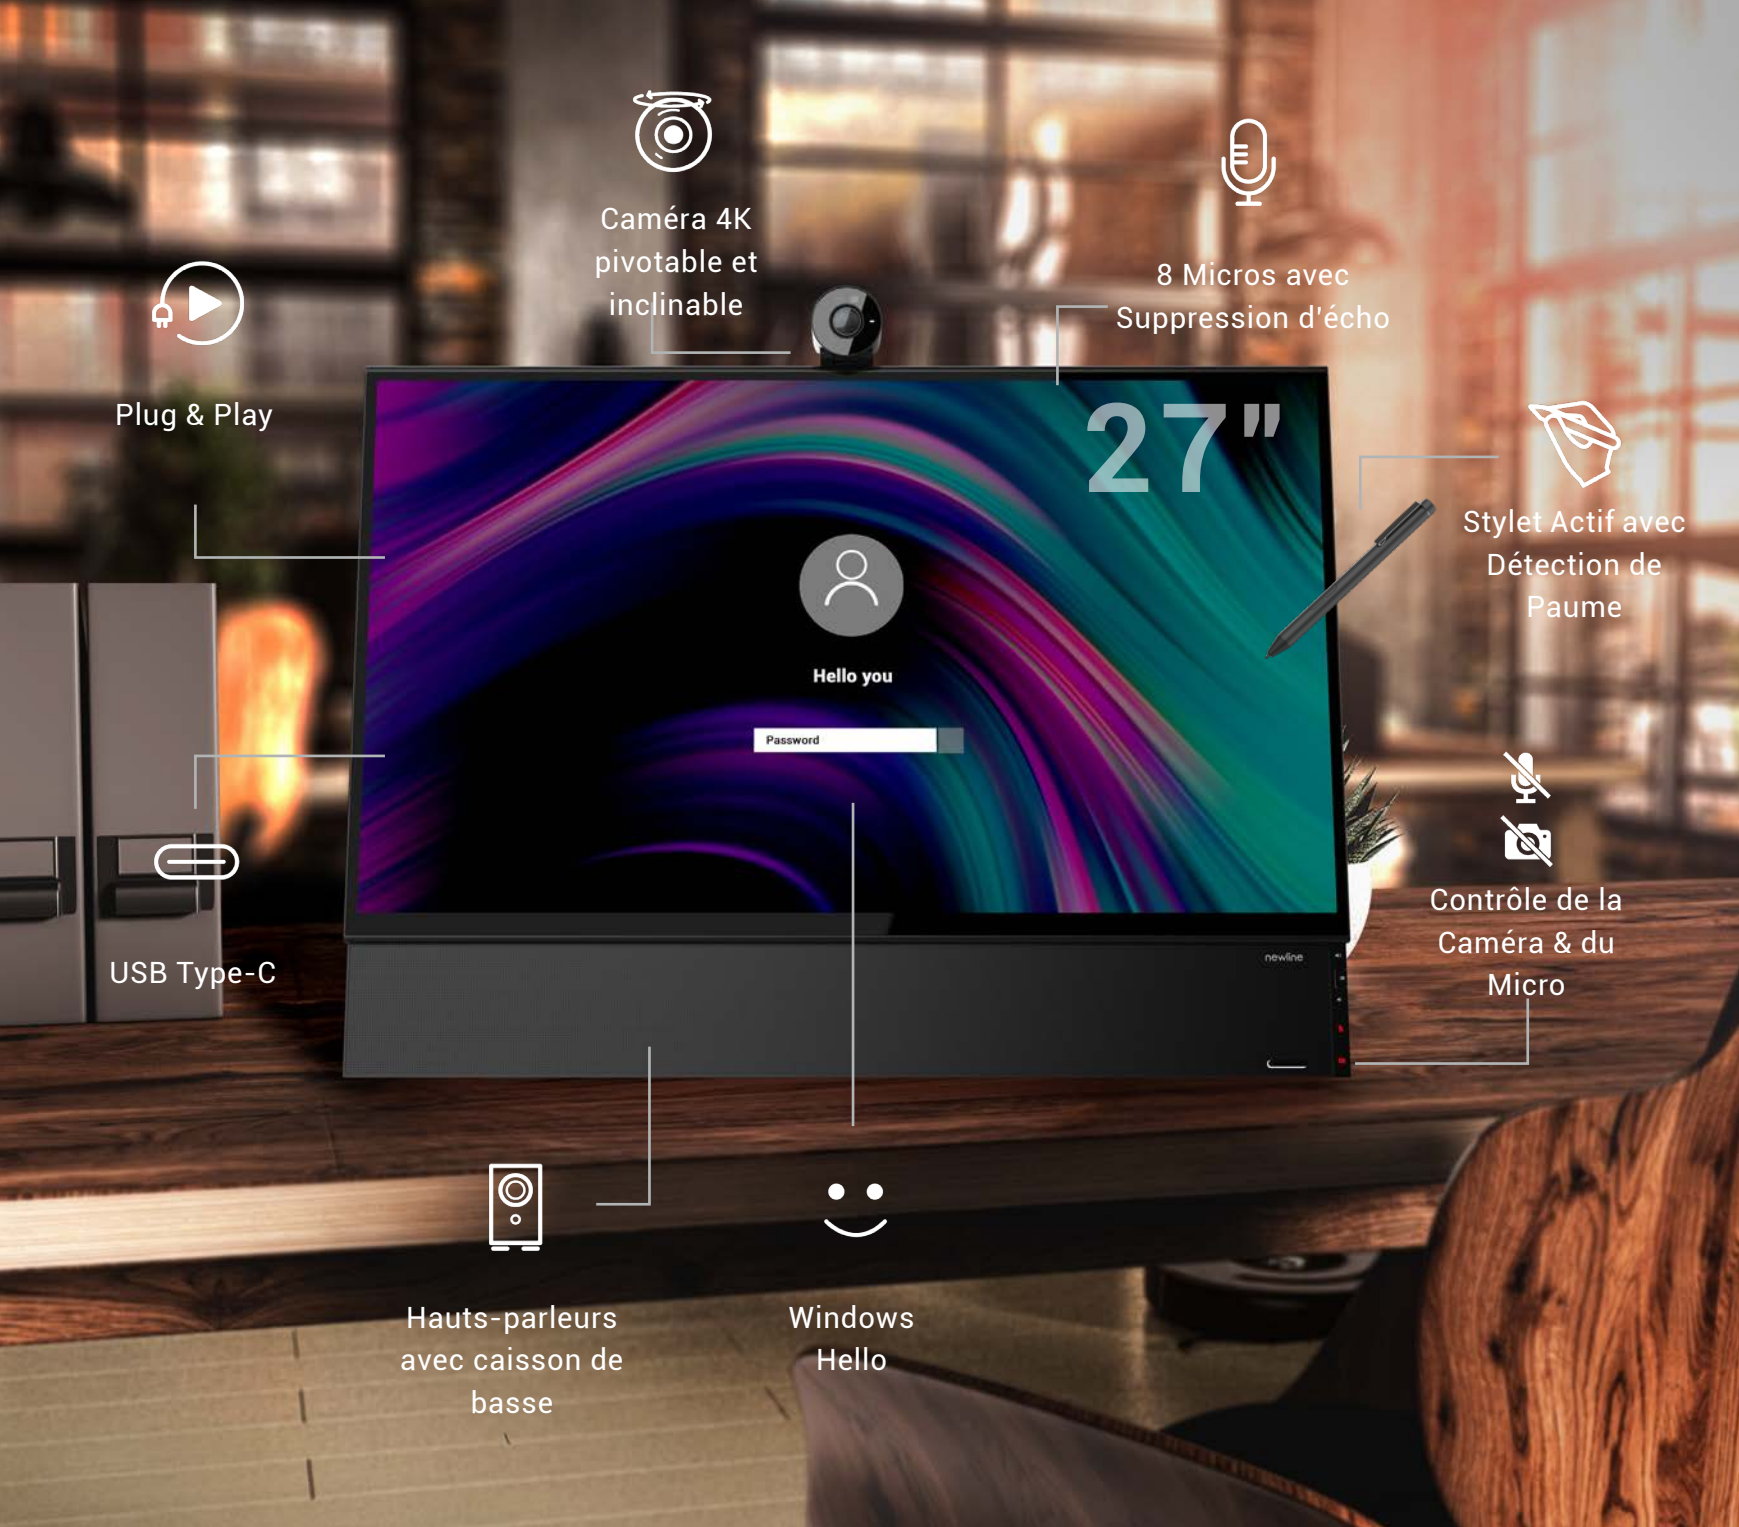 Caméra 4K
pivotable et
inclinable
8 Micros avec
Suppression d'écho
Plug & Play
27"
Stylet Actif avec
Détection de
Paume
Hello you
Password
Contrôle de la
Caméra & du
Micro
newline
USB Type-C
Hauts-parleurs
avec caisson de
basse
Windows
Hello